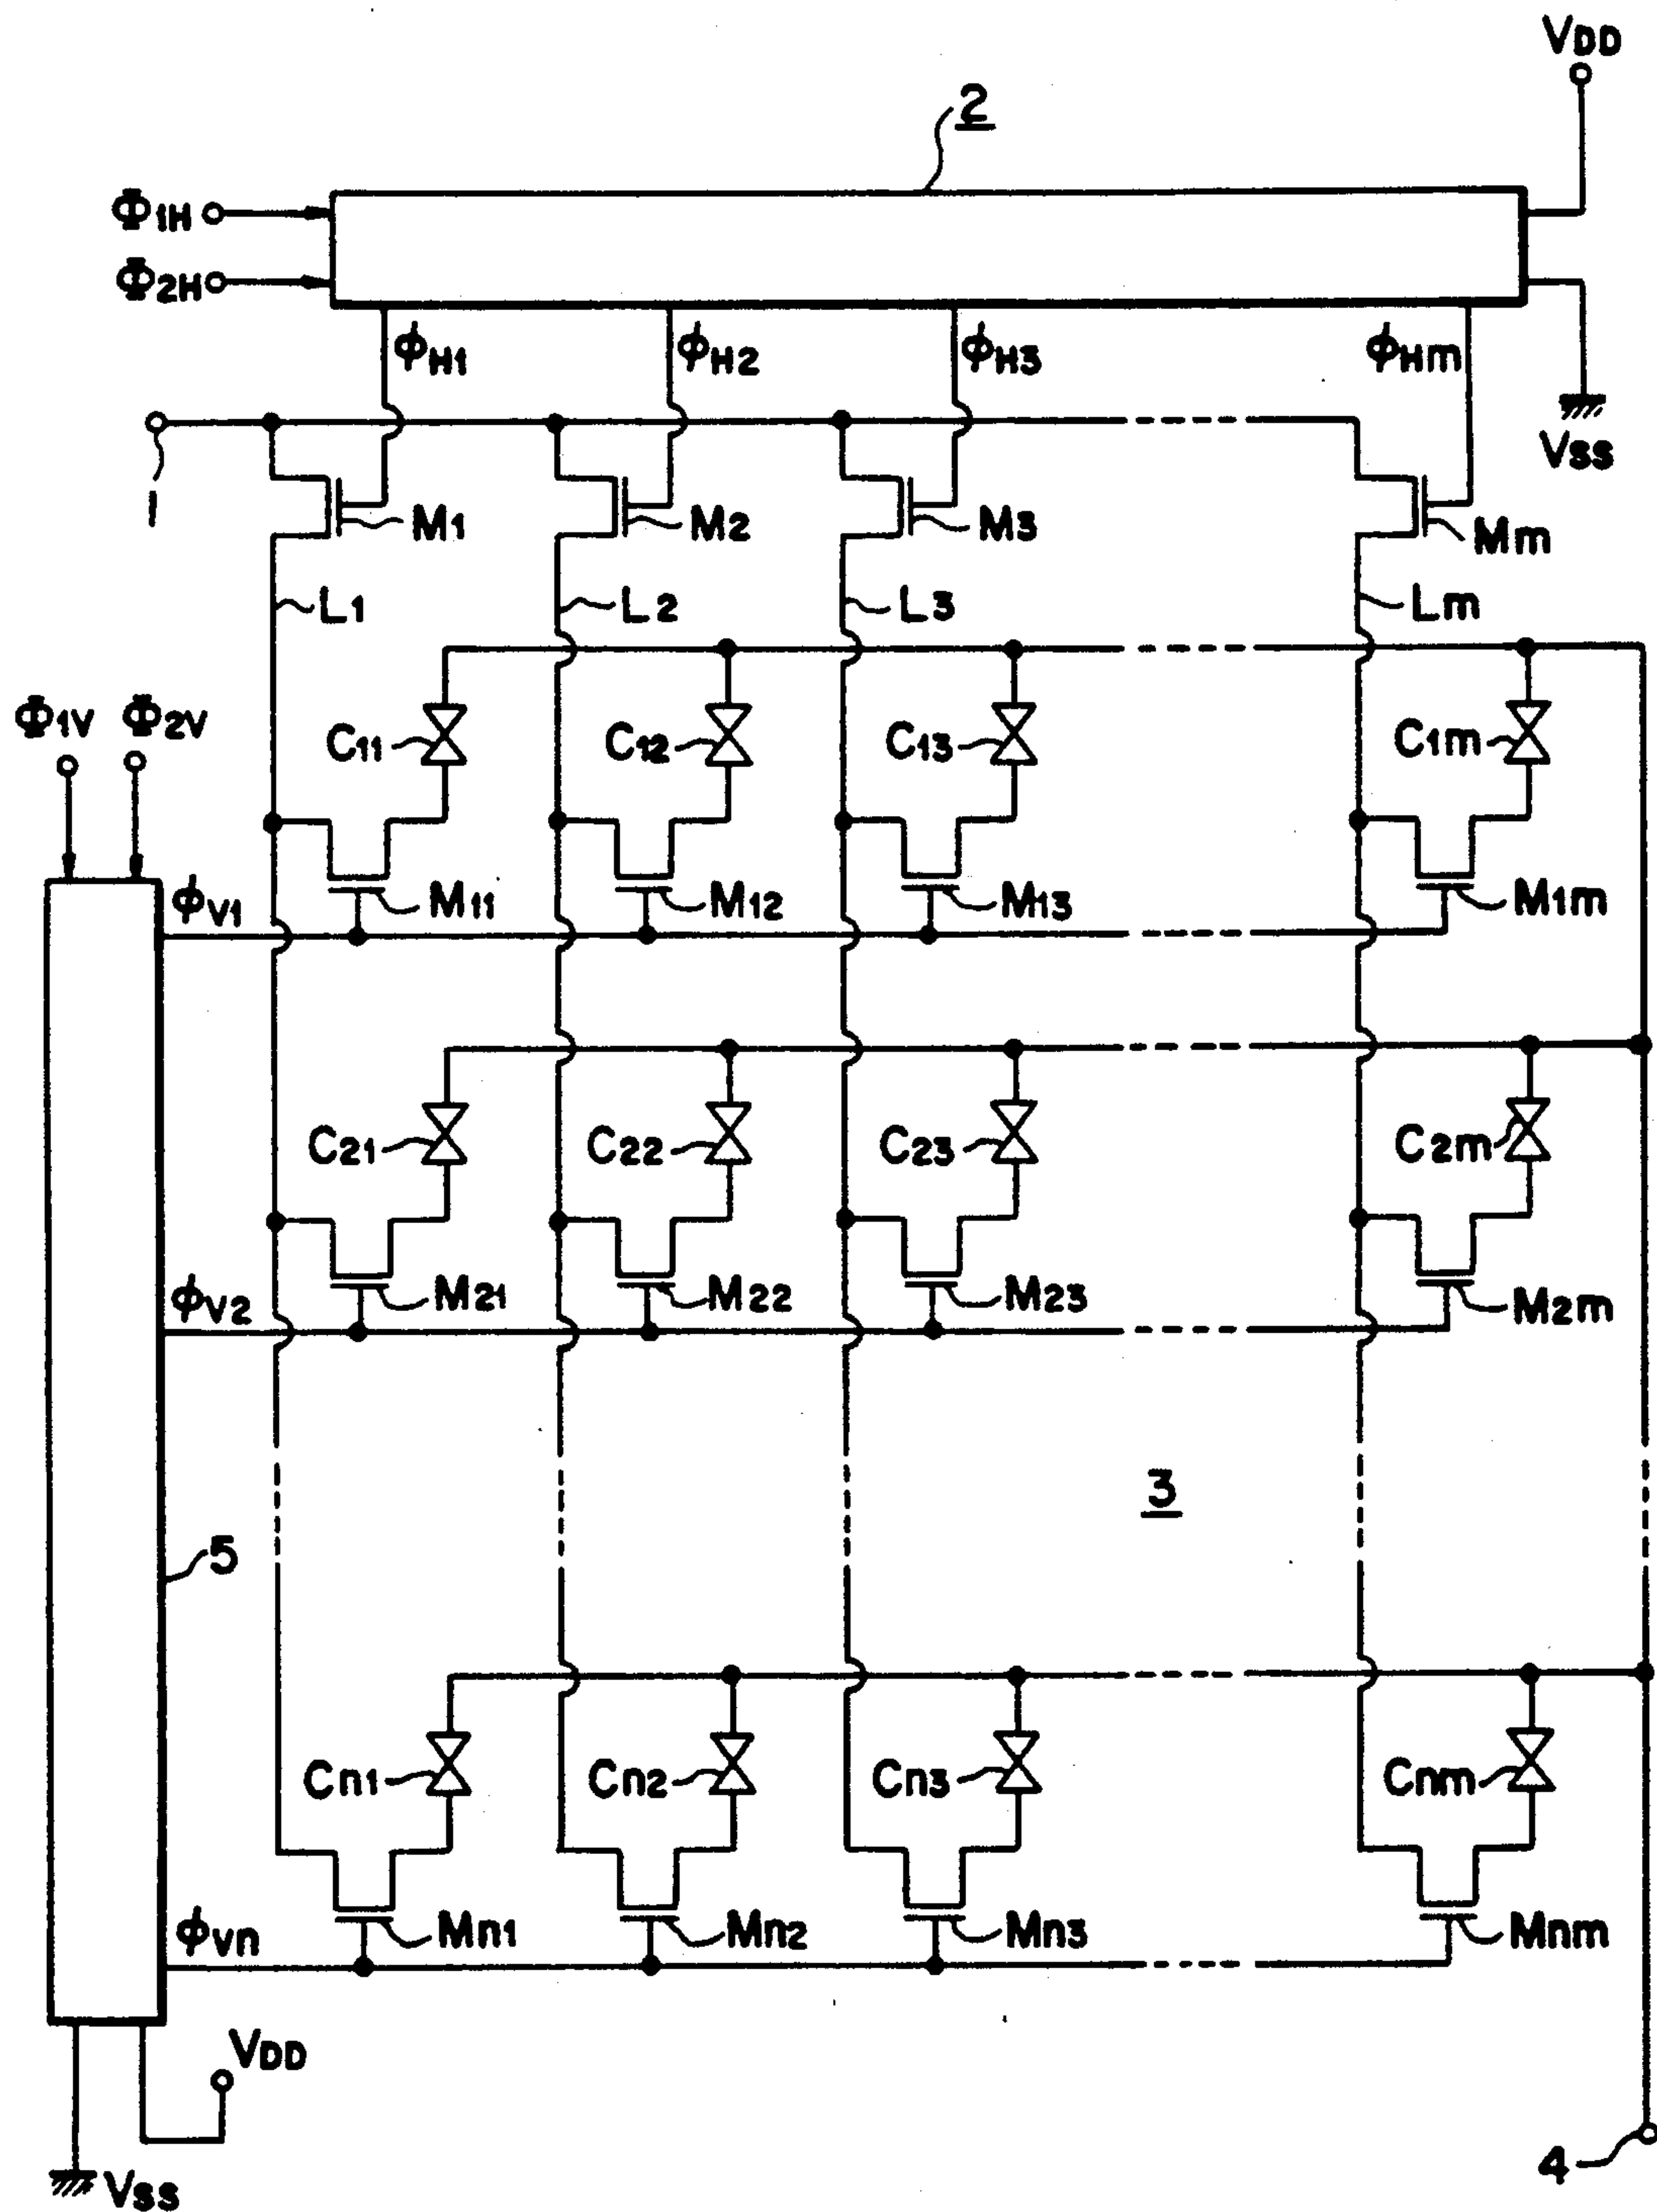 VDD
2
Φ1H
Φ2H
ϕH1 ϕH2 ϕH3 ϕHm
VSS
1
M1 M2 M3 Mm
L1 L2 L3 Lm
Φ1V Φ2V
C11 C12 C13 C1m
ϕV1 M11 M12 M13 M1m
C21 C22 C23 C2m
ϕV2 M21 M22 M23 M2m
3
5
Cn1 Cn2 Cn3 Cnm
ϕVn Mn1 Mn2 Mn3 Mnm
VDD
VSS
4